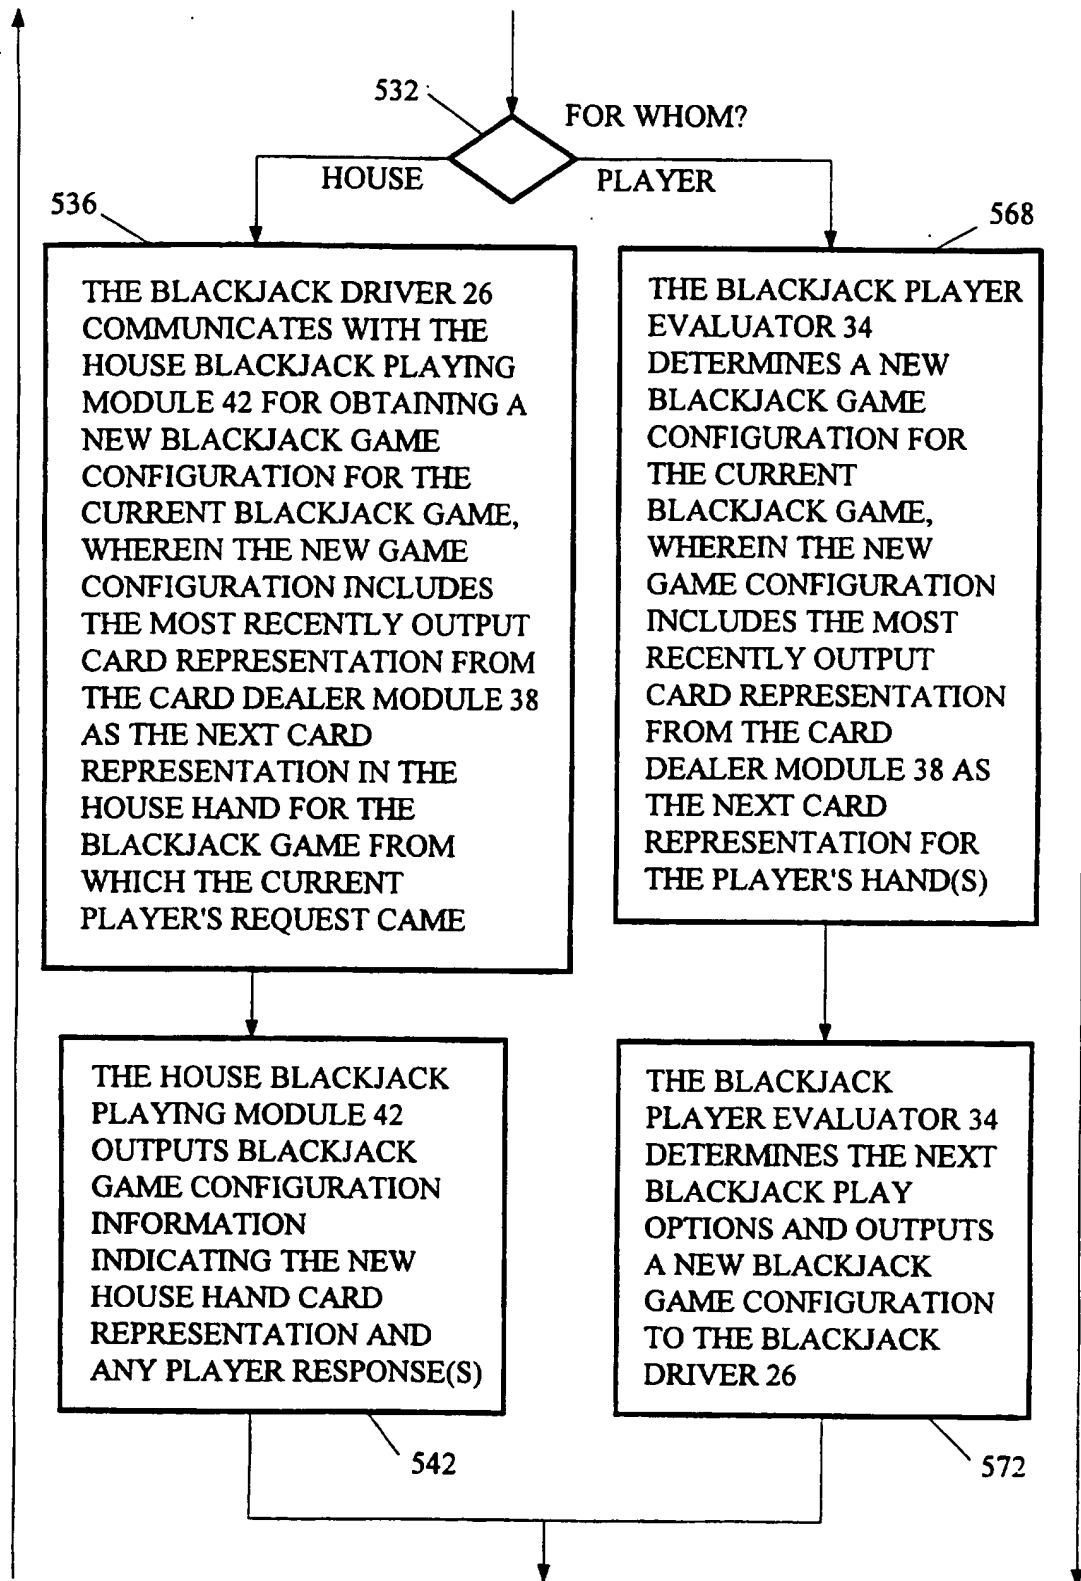 532
FOR WHOM?
HOUSE
PLAYER
536
THE BLACKJACK DRIVER 26
COMMUNICATES WITH THE
HOUSE BLACKJACK PLAYING
MODULE 42 FOR OBTAINING A
NEW BLACKJACK GAME
CONFIGURATION FOR THE
CURRENT BLACKJACK GAME,
WHEREIN THE NEW GAME
CONFIGURATION INCLUDES
THE MOST RECENTLY OUTPUT
CARD REPRESENTATION FROM
THE CARD DEALER MODULE 38
AS THE NEXT CARD
REPRESENTATION IN THE
HOUSE HAND FOR THE
BLACKJACK GAME FROM
WHICH THE CURRENT
PLAYER'S REQUEST CAME
568
THE BLACKJACK PLAYER
EVALUATOR 34
DETERMINES A NEW
BLACKJACK GAME
CONFIGURATION FOR
THE CURRENT
BLACKJACK GAME,
WHEREIN THE NEW
GAME CONFIGURATION
INCLUDES THE MOST
RECENTLY OUTPUT
CARD REPRESENTATION
FROM THE CARD
DEALER MODULE 38 AS
THE NEXT CARD
REPRESENTATION FOR
THE PLAYER'S HAND(S)
THE HOUSE BLACKJACK
PLAYING MODULE 42
OUTPUTS BLACKJACK
GAME CONFIGURATION
INFORMATION
INDICATING THE NEW
HOUSE HAND CARD
REPRESENTATION AND
ANY PLAYER RESPONSE(S)
542
THE BLACKJACK
PLAYER EVALUATOR 34
DETERMINES THE NEXT
BLACKJACK PLAY
OPTIONS AND OUTPUTS
A NEW BLACKJACK
GAME CONFIGURATION
TO THE BLACKJACK
DRIVER 26
572